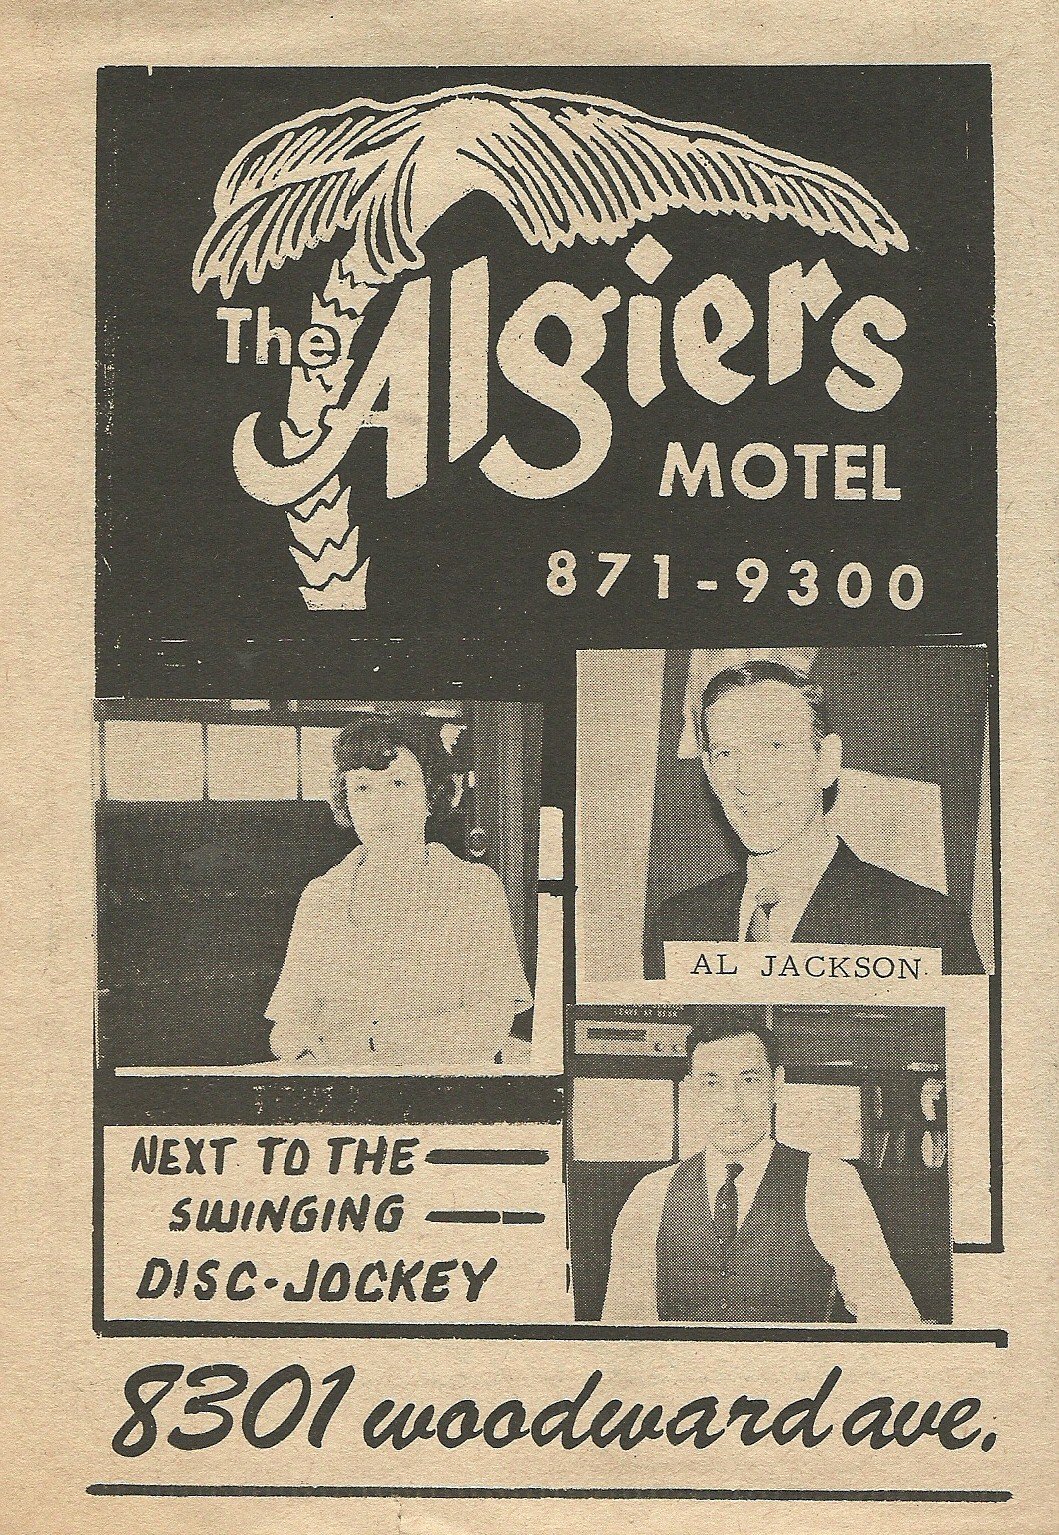 The Algiers
MOTEL
871-9300
AL JACKSON
NEXT TO THE
SWINGING
DISC-JOCKEY
8301 woodward ave.